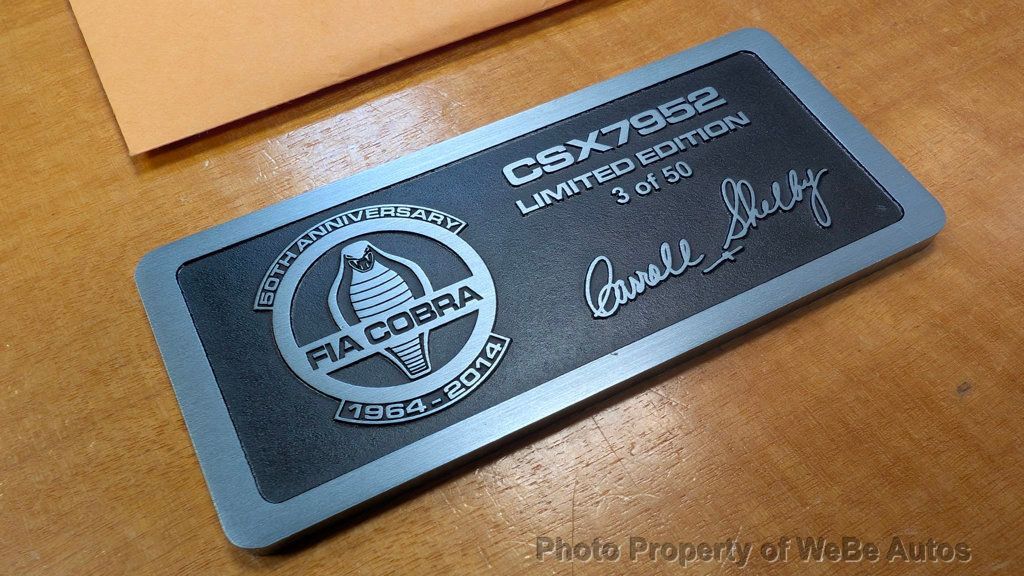 50TH ANNIVERSARY
FIA COBRA
1964-2014
CSX7952
LIMITED EDITION
3 of 50
Carroll Shelby
Photo Property of WeBe Autos